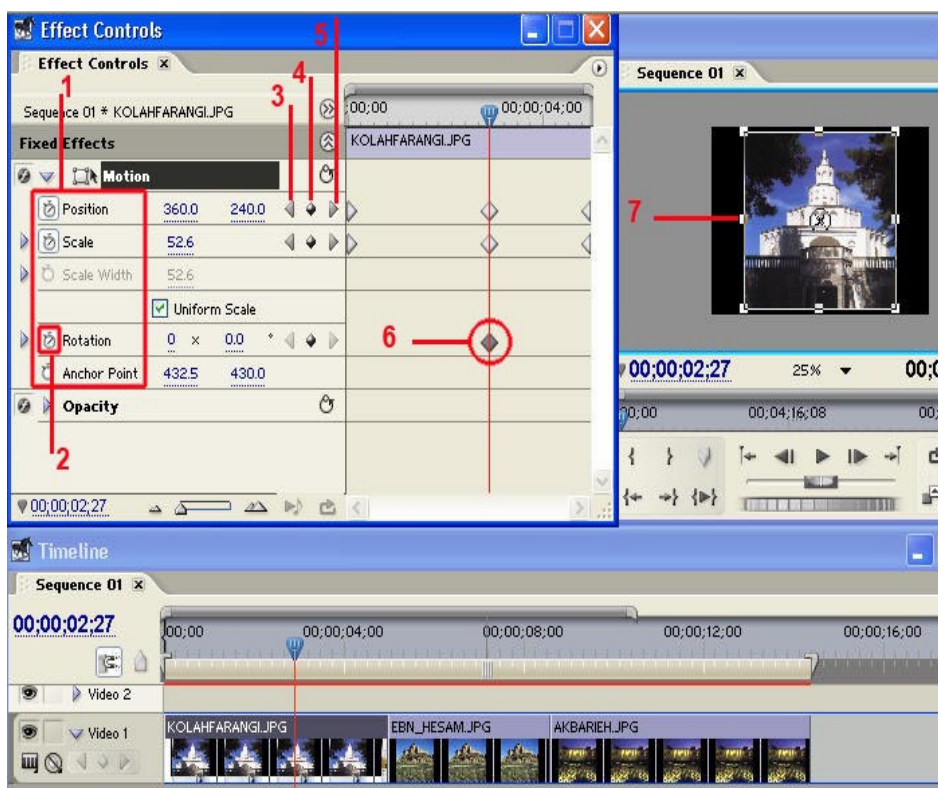 Effect Controls
5
Effect Controls
1
3
4
Sequence 01 * KOLAHFARANGI.JPG
;00;00
00;00;04;00
Fixed Effects
KOLAHFARANGI.JPG
Motion
Position 360.0 240.0
Scale 52.6
Scale Width 52.6
Uniform Scale
Rotation 0 x 0.0 °
6
Anchor Point 432.5 430.0
Opacity
2
00;00;02;27
Sequence 01
7
00;00;02;27 25% 00;0
00;00 00;04;16;08 00;
Timeline
Sequence 01
00;00;02;27
;00;00 00;00;04;00 00;00;08;00 00;00;12;00 00;00;16;00
Video 2
Video 1
KOLAHFARANGI.JPG EBN_HESAM.JPG AKBARIEH.JPG